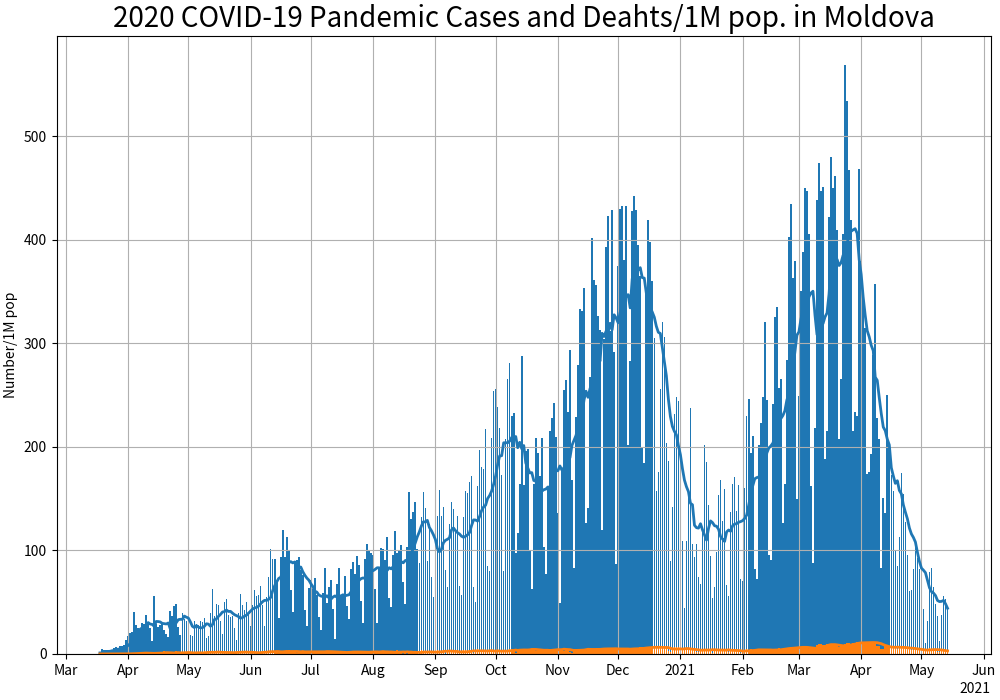 2020 COVID-19 Pandemic Cases and Deahts/1M pop. in Moldova
Number/1M pop
500
400
300
200
100
0
Mar Apr May Jun Jul Aug Sep Oct Nov Dec 2021 Feb Mar Apr May Jun
2021